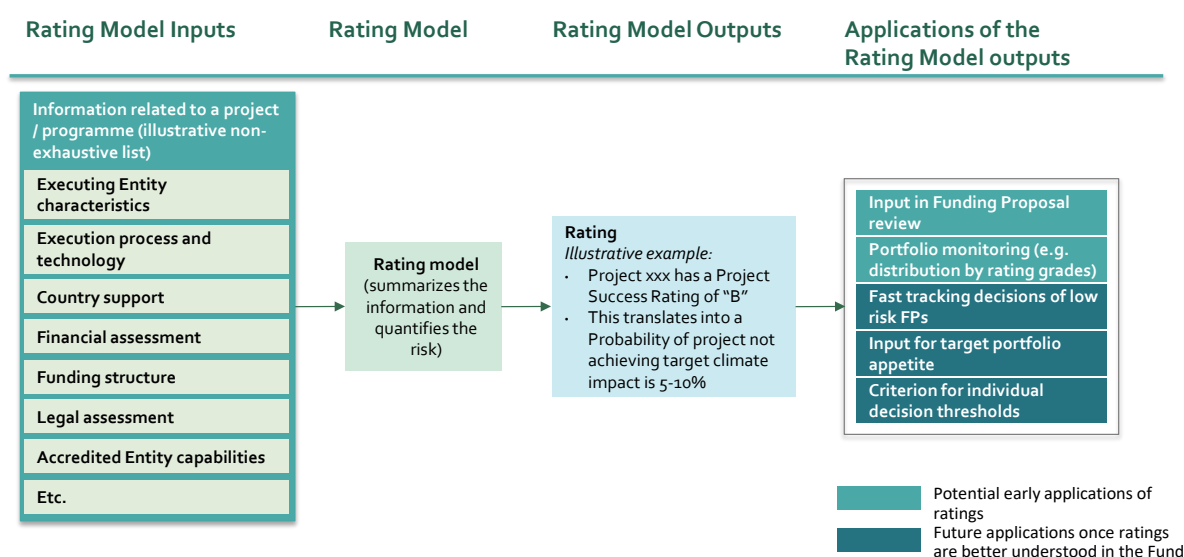 Rating Model Inputs
Rating Model
Rating Model Outputs
Applications of the
Rating Model outputs
Information related to a project
/ programme (illustrative non-
exhaustive list)
Executing Entity
characteristics
Execution process and
technology
Country support
Financial assessment
Funding structure
Legal assessment
Accredited Entity capabilities
Etc.
Rating model
(summarizes the
information and
quantifies the
risk)
Rating
Illustrative example:
· Project xxx has a Project
Success Rating of “B”
· This translates into a
Probability of project not
achieving target climate
impact is 5-10%
Input in Funding Proposal
review
Portfolio monitoring (e.g.
distribution by rating grades)
Fast tracking decisions of low
risk FPs
Input for target portfolio
appetite
Criterion for individual
decision thresholds
Potential early applications of
ratings
Future applications once ratings
are better understood in the Fund